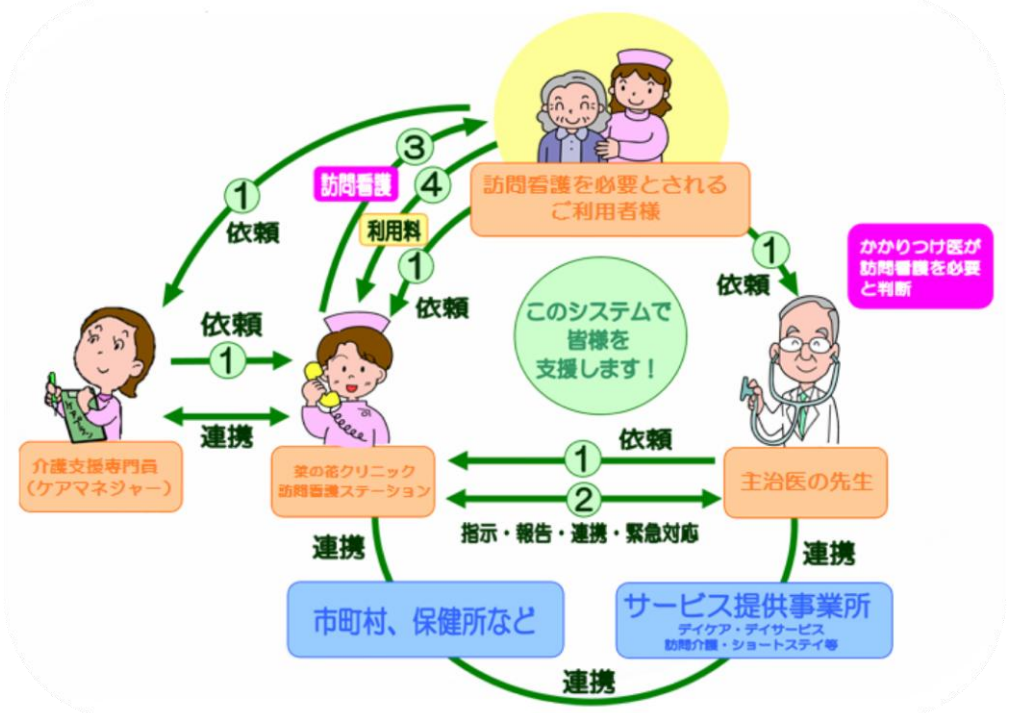 訪問看護を必要とされる
ご利用者様
③
訪問看護
④
利用料
①
依頼
①
依頼
①
依頼
かかりつけ医が
訪問看護を必要
と判断
このシステムで
皆様を
支援します！
依頼
①
連携
ケアプラン
介護支援専門員
（ケアマネジャー）
菜の花クリニック
訪問看護ステーション
依頼
①
②
指示・報告・連携・緊急対応
主治医の先生
連携
連携
市町村、保健所など
サービス提供事業所
デイケア・デイサービス
訪問介護・ショートステイ等
連携